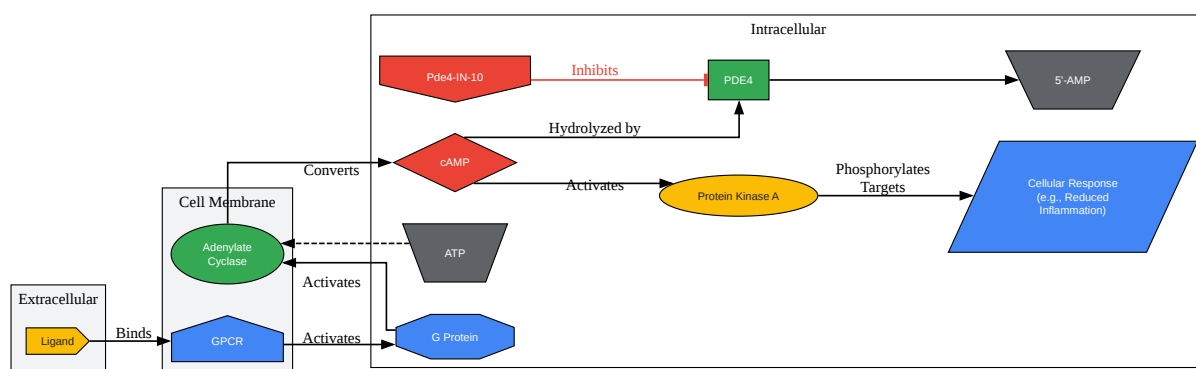 Intracellular
Pde4-IN-10
Inhibits
PDE4
5'-AMP
Hydrolyzed by
Converts
cAMP
Activates
Protein Kinase A
Phosphorylates
Targets
Cellular Response
(e.g., Reduced
Inflammation)
Cell Membrane
Adenylate
Cyclase
ATP
Activates
Extracellular
Ligand
Binds
GPCR
Activates
G Protein